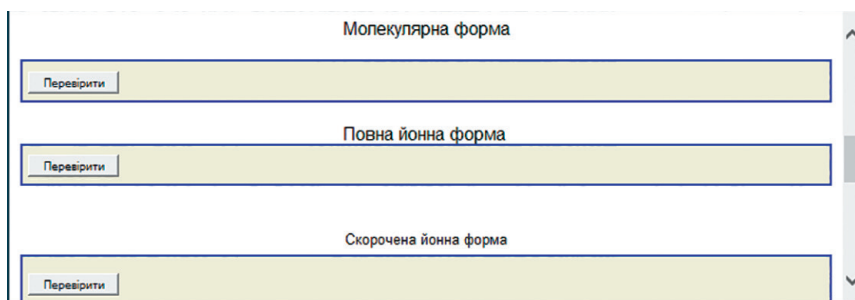 Молекулярна форма
Перевірити
Повна йонна форма
Перевірити
Скорочена йонна форма
Перевірити